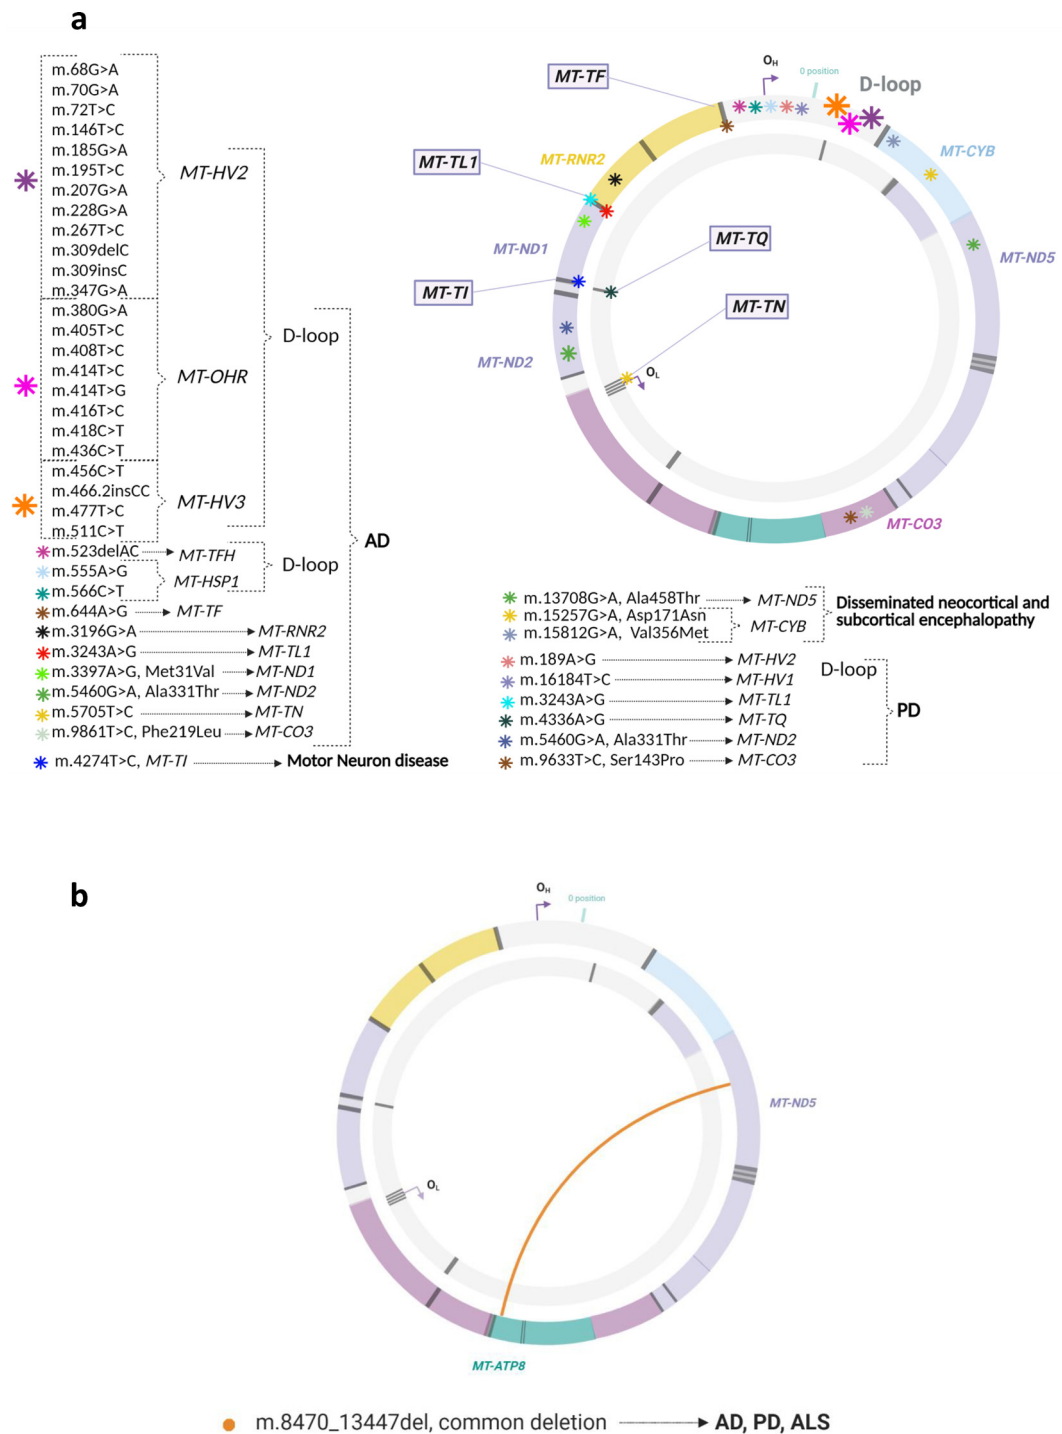 a
m.68G>A
m.70G>A
m.72T>C
m.146T>C
m.185G>A
m.195T>C
m.207G>A
m.228G>A
m.267T>C
m.309delC
m.309insC
m.347G>A
MT-HV2
m.380G>A
m.405T>C
m.408T>C
m.414T>C
m.414T>G
m.416T>C
m.418C>T
m.436C>T
MT-OHR
m.456C>T
m.466.2insCC
m.477T>C
m.511C>T
MT-HV3
D-loop
m.523delAC MT-TFH
m.555A>G
m.566C>T
MT-HSP1
D-loop
m.644A>G MT-TF
m.3196G>A MT-RNR2
m.3243A>G MT-TL1
m.3397A>G, Met31Val MT-ND1
m.5460G>A, Ala331Thr MT-ND2
m.5705T>C MT-TN
m.9861T>C, Phe219Leu MT-CO3
AD
m.4274T>C, MT-TI Motor Neuron disease
OH
0 position
D-loop
MT-TF
MT-RNR2
MT-CYB
MT-TL1
MT-ND1
MT-TQ
MT-ND5
MT-TI
MT-TN
MT-ND2
OL
MT-CO3
m.13708G>A, Ala458Thr MT-ND5
m.15257G>A, Asp171Asn
m.15812G>A, Val356Met
MT-CYB
Disseminated neocortical and
subcortical encephalopathy
m.189A>G MT-HV2
m.16184T>C MT-HV1
D-loop
m.3243A>G MT-TL1
m.4336A>G MT-TQ
m.5460G>A, Ala331Thr MT-ND2
m.9633T>C, Ser143Pro MT-CO3
PD
b
OH
0 position
MT-ND5
OL
MT-ATP8
m.8470_13447del, common deletion AD, PD, ALS